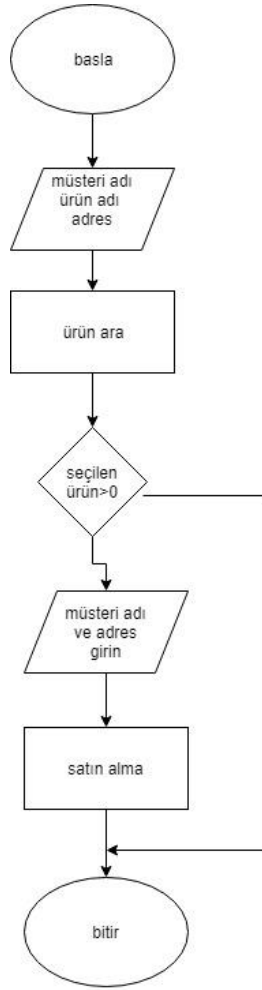 basla
müsteri adı
ürün adı
adres
ürün ara
seçilen
ürün>0
müsteri adı
ve adres
girin
satın alma
bitir